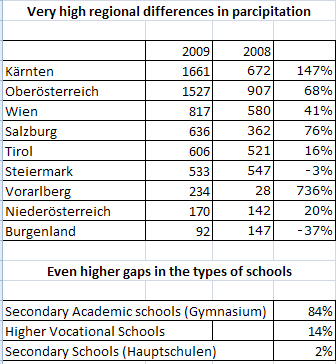 Very high regional differences in parcipitation
2009 2008
Kärnten 1661 672 147%
Oberösterreich 1527 907 68%
Wien 817 580 41%
Salzburg 636 362 76%
Tirol 606 521 16%
Steiermark 533 547 -3%
Vorarlberg 234 28 736%
Niederösterreich 170 142 20%
Burgenland 92 147 -37%
Even higher gaps in the types of schools
Secondary Academic schools (Gymnasium) 84%
Higher Vocational Schools 14%
Secondary Schools (Hauptschulen) 2%